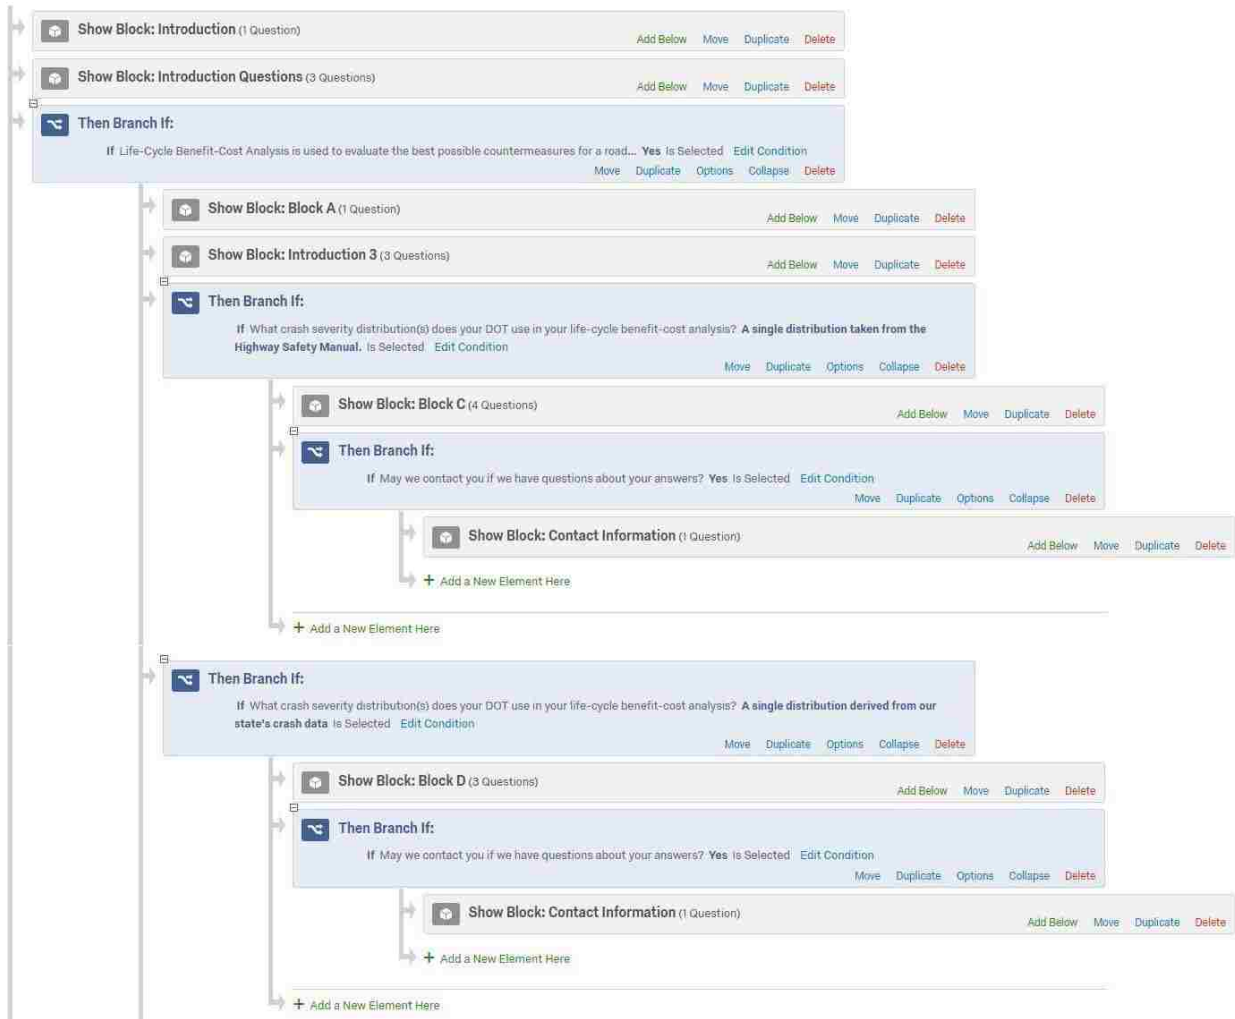 Show Block: Introduction (1 Question)
Add Below Move Duplicate Delete
Show Block: Introduction Questions (3 Questions)
Add Below Move Duplicate Delete
Then Branch If:
If Life-Cycle Benefit-Cost Analysis is used to evaluate the best possible countermeasures for a road... Yes Is Selected Edit Condition
Move Duplicate Options Collapse Delete
Show Block: Block A (1 Question)
Add Below Move Duplicate Delete
Show Block: Introduction 3 (3 Questions)
Add Below Move Duplicate Delete
Then Branch If:
If What crash severity distribution(s) does your DOT use in your life-cycle benefit-cost analysis? A single distribution taken from the
Highway Safety Manual. Is Selected Edit Condition
Move Duplicate Options Collapse Delete
Show Block: Block C (4 Questions)
Add Below Move Duplicate Delete
Then Branch If:
If May we contact you if we have questions about your answers? Yes Is Selected Edit Condition
Move Duplicate Options Collapse Delete
Show Block: Contact Information (1 Question)
Add Below Move Duplicate Delete
+ Add a New Element Here
+ Add a New Element Here
Then Branch If:
If What crash severity distribution(s) does your DOT use in your life-cycle benefit-cost analysis? A single distribution derived from our
state's crash data Is Selected Edit Condition
Move Duplicate Options Collapse Delete
Show Block: Block D (3 Questions)
Add Below Move Duplicate Delete
Then Branch If:
If May we contact you if we have questions about your answers? Yes Is Selected Edit Condition
Move Duplicate Options Collapse Delete
Show Block: Contact Information (1 Question)
Add Below Move Duplicate Delete
+ Add a New Element Here
+ Add a New Element Here